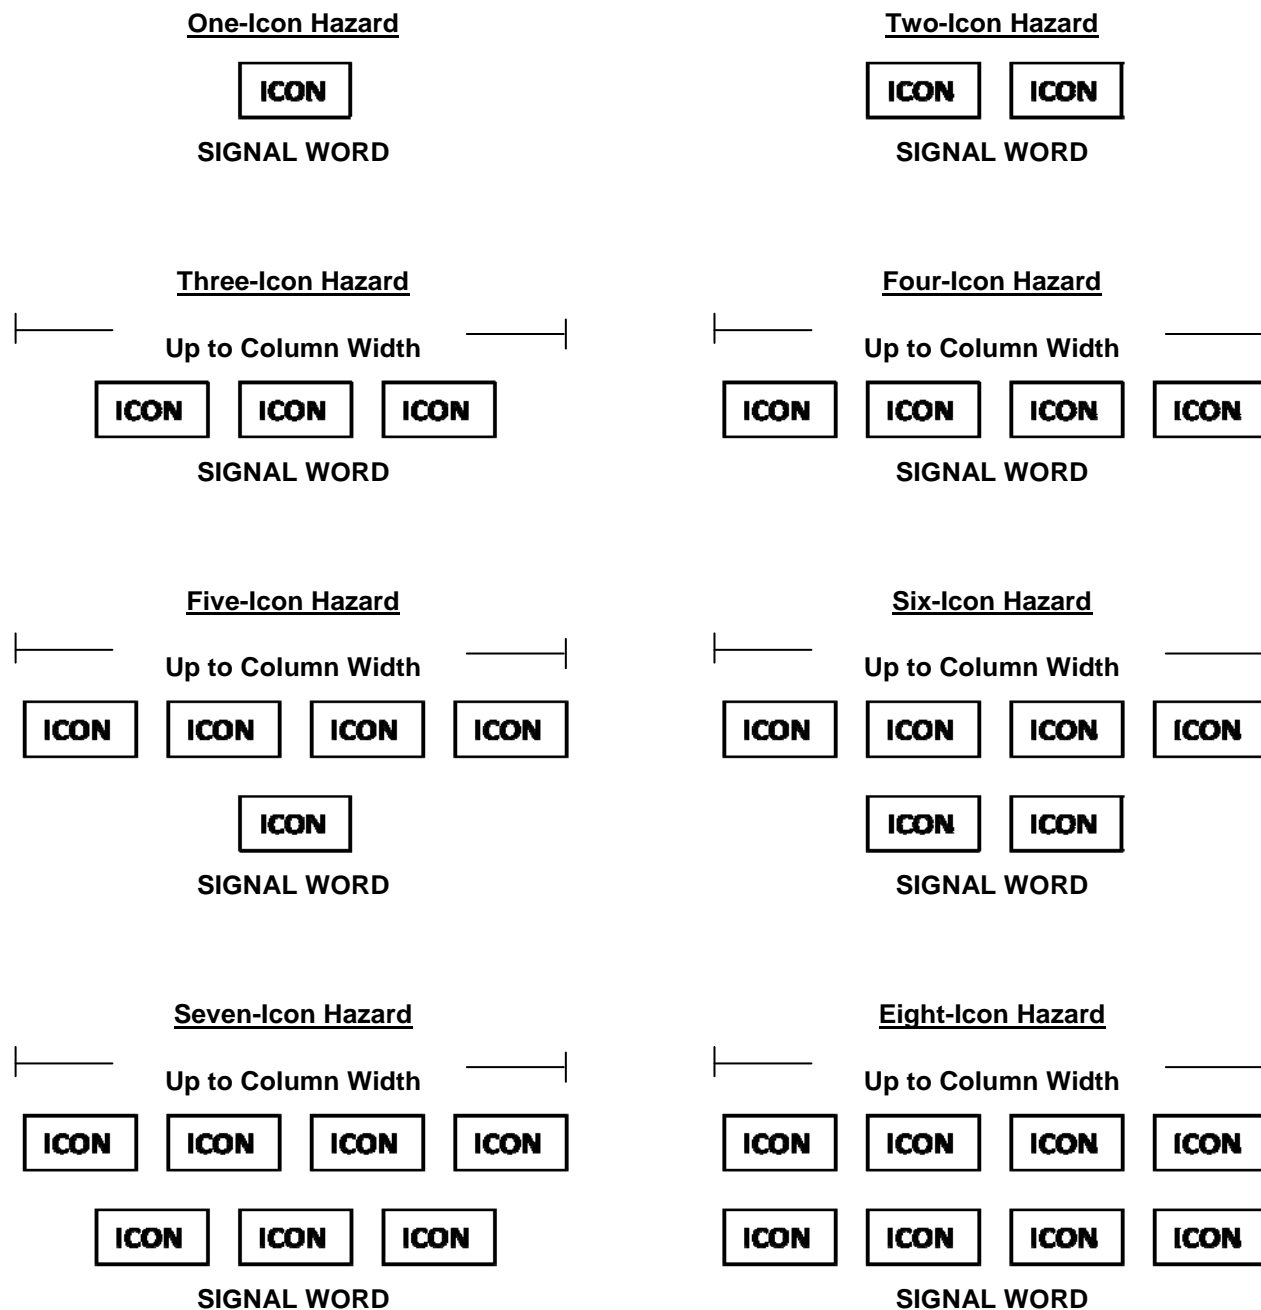 One-Icon Hazard
ICON
SIGNAL WORD
Two-Icon Hazard
ICON ICON
SIGNAL WORD
Three-Icon Hazard
Up to Column Width
ICON ICON ICON
SIGNAL WORD
Four-Icon Hazard
Up to Column Width
ICON ICON ICON ICON
SIGNAL WORD
Five-Icon Hazard
Up to Column Width
ICON ICON ICON ICON
ICON
SIGNAL WORD
Six-Icon Hazard
Up to Column Width
ICON ICON ICON ICON
ICON ICON
SIGNAL WORD
Seven-Icon Hazard
Up to Column Width
ICON ICON ICON ICON
ICON ICON ICON
SIGNAL WORD
Eight-Icon Hazard
Up to Column Width
ICON ICON ICON ICON
ICON ICON ICON ICON
SIGNAL WORD